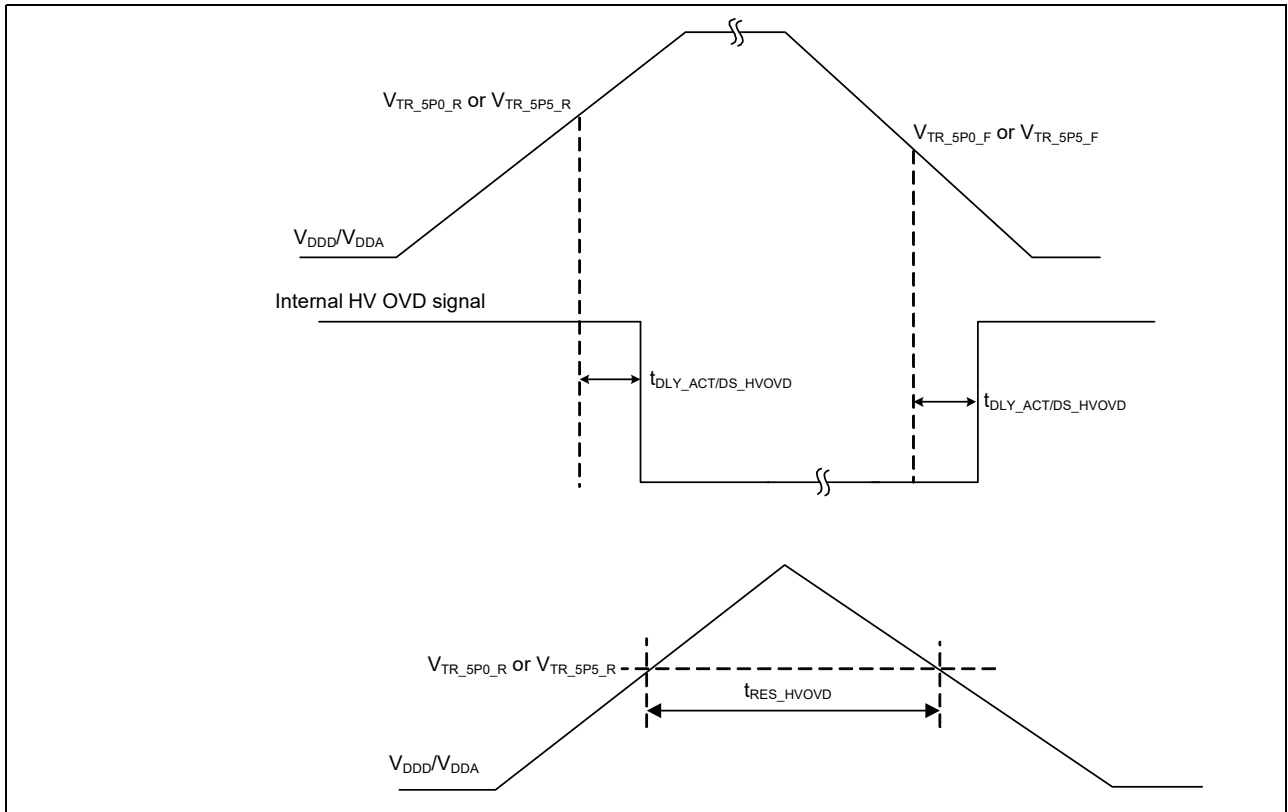 VTR_5P0_R or VTR_5P5_R
VTR_5P0_F or VTR_5P5_F
VDDD/VDDA
Internal HV OVD signal
tDLY_ACT/DS_HVOVD
tDLY_ACT/DS_HVOVD
VTR_5P0_R or VTR_5P5_R
tRES_HVOVD
VDDD/VDDA